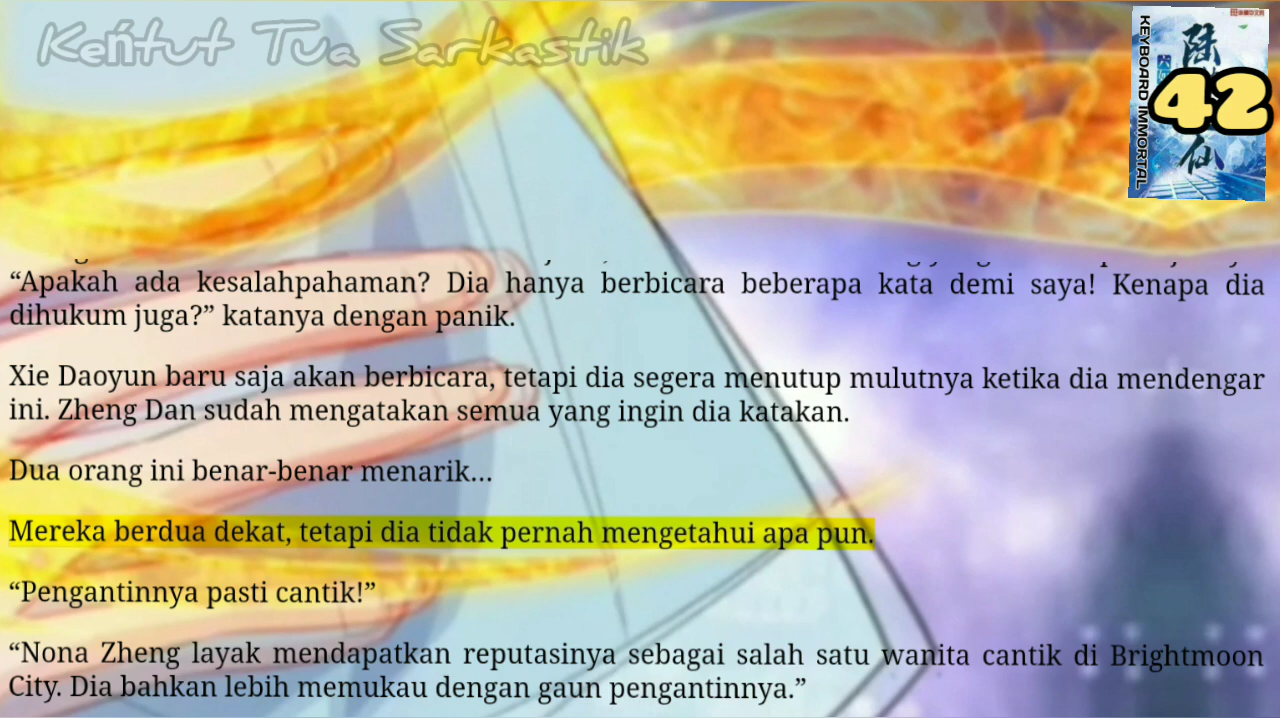 Keńtut Tua Sarkastik
KEYBOARD IMMORTAL
42
“Apakah ada kesalahpahaman? Dia hanya berbicara beberapa kata demi saya! Kenapa dia
dihukum juga?” katanya dengan panik.
Xie Daoyun baru saja akan berbicara, tetapi dia segera menutup mulutnya ketika dia mendengar
ini. Zheng Dan sudah mengatakan semua yang ingin dia katakan.
Dua orang ini benar-benar menarik…
Mereka berdua dekat, tetapi dia tidak pernah mengetahui apa pun.
“Pengantinnya pasti cantik!”
“Nona Zheng layak mendapatkan reputasinya sebagai salah satu wanita cantik di Brightmoon
City. Dia bahkan lebih memukau dengan gaun pengantinnya.”